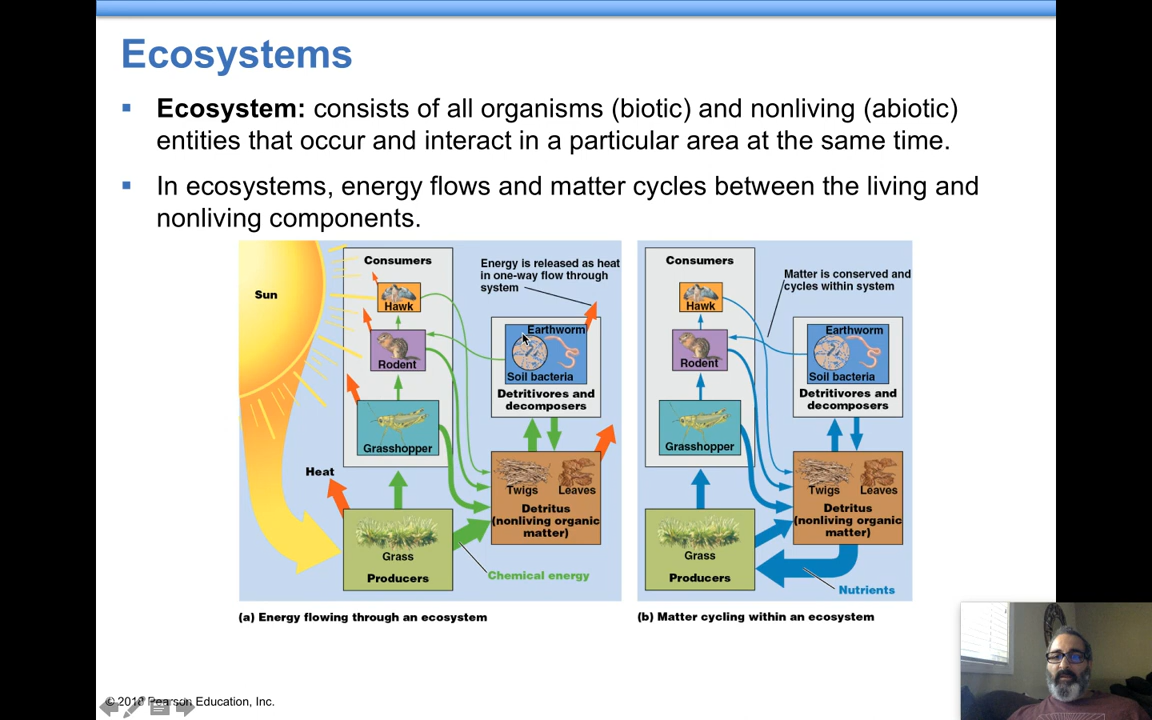 Ecosystems
Ecosystem: consists of all organisms (biotic) and nonliving (abiotic)
entities that occur and interact in a particular area at the same time.
In ecosystems, energy flows and matter cycles between the living and
nonliving components.
Sun
Consumers
Hawk
Rodent
Grasshopper
Heat
Grass
Producers
Energy is released as heat
in one-way flow through
system
Earthworm
Soil bacteria
Detritivores and
decomposers
Twigs Leaves
Detritus
(nonliving organic
matter)
Chemical energy
(a) Energy flowing through an ecosystem
Consumers
Hawk
Rodent
Grasshopper
Grass
Producers
Matter is conserved and
cycles within system
Earthworm
Soil bacteria
Detritivores and
decomposers
Twigs Leaves
Detritus
(nonliving organic
matter)
Nutrients
(b) Matter cycling within an ecosystem
Pearson Education, Inc.